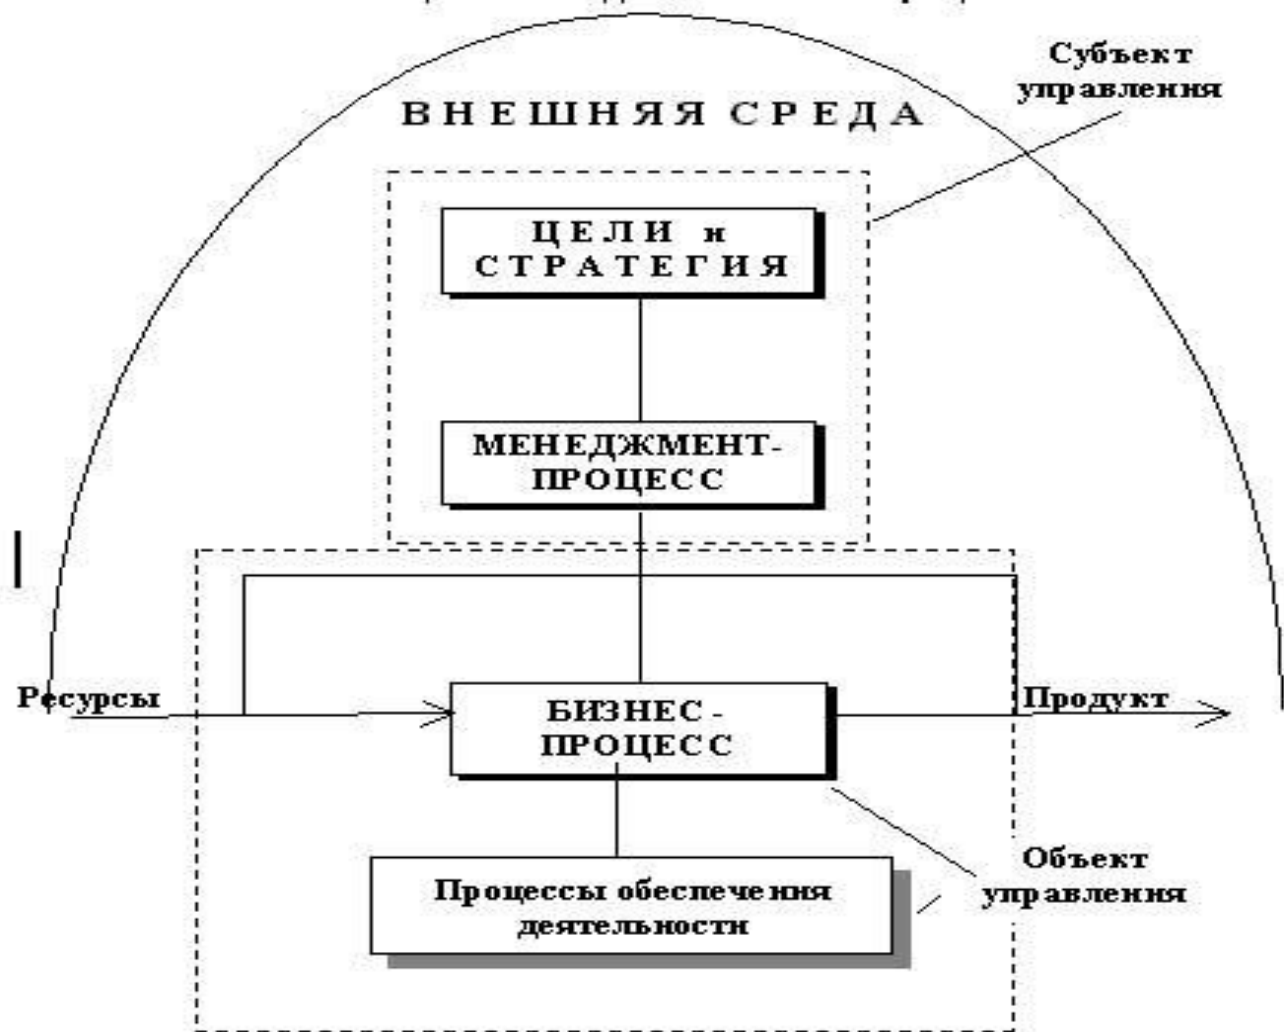 Субъект
управления
ВНЕШНЯЯ СРЕДА
ЦЕЛИ и
СТРАТЕГИЯ
МЕНЕДЖМЕНТ-
ПРОЦЕСС
Ресурсы
БИЗНЕС-
ПРОЦЕСС
Продукт
Процессы обеспечения
деятельности
Объект
управления